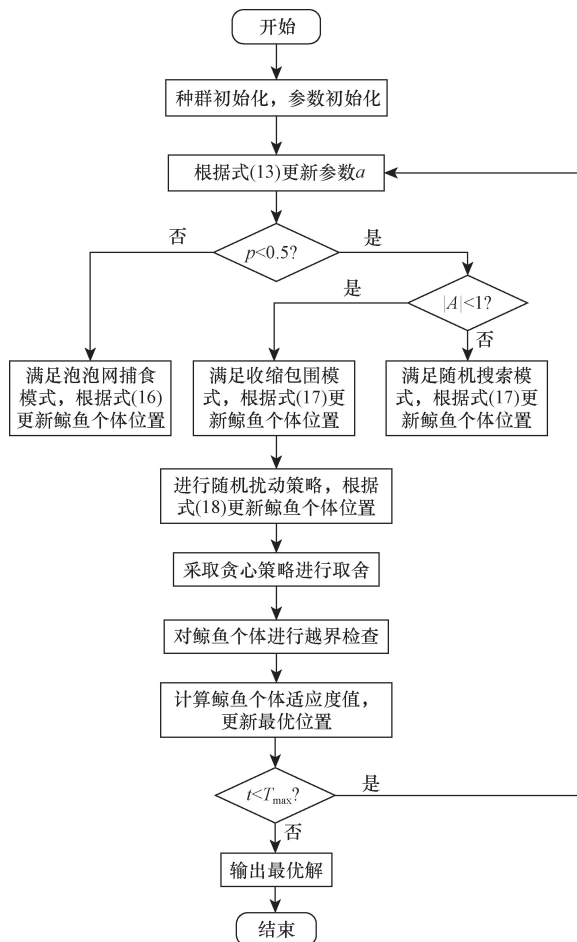 开始
种群初始化，参数初始化
根据式(13)更新参数a
否
p<0.5?
是
是
|A|<1?
否
满足泡泡网捕食
模式，根据式(16)
更新鲸鱼个体位置
满足收缩包围模
式，根据式(17)更
新鲸鱼个体位置
满足随机搜索模
式，根据式(17)更
新鲸鱼个体位置
进行随机扰动策略，根据
式(18)更新鲸鱼个体位置
采取贪心策略进行取舍
对鲸鱼个体进行越界检查
计算鲸鱼个体适应度值，
更新最优位置
t<Tmax?
是
否
输出最优解
结束